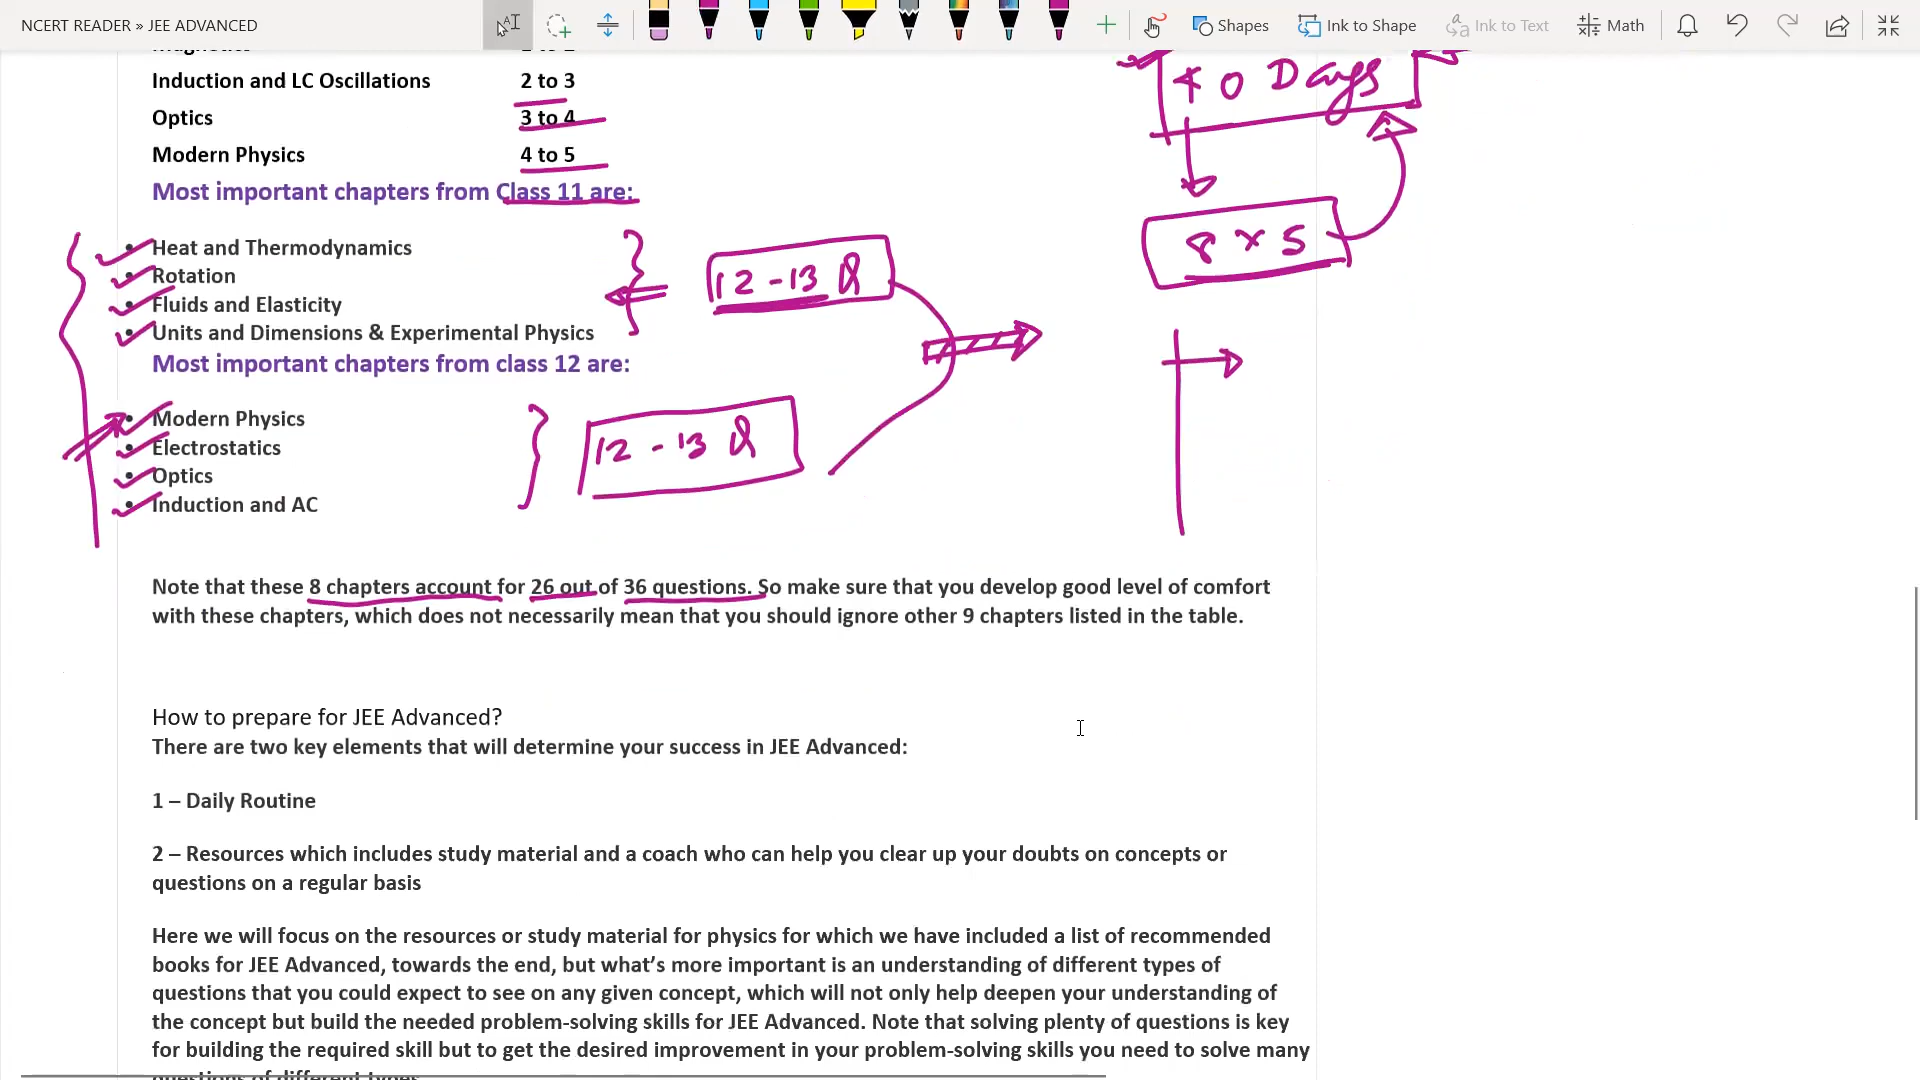 NCERT READER » JEE ADVANCED
Shapes
Ink to Shape
Ink to Text
Math
Induction and LC Oscillations 2 to 3
Optics 3 to 4
Modern Physics 4 to 5
40 Days
8 x 5
Most important chapters from Class 11 are:
• Heat and Thermodynamics
• Rotation
• Fluids and Elasticity
• Units and Dimensions & Experimental Physics
12 - 13 Q
Most important chapters from class 12 are:
• Modern Physics
• Electrostatics
• Optics
• Induction and AC
12 - 13 Q
Note that these 8 chapters account for 26 out of 36 questions. So make sure that you develop good level of comfort
with these chapters, which does not necessarily mean that you should ignore other 9 chapters listed in the table.
How to prepare for JEE Advanced?
There are two key elements that will determine your success in JEE Advanced:
1 – Daily Routine
2 – Resources which includes study material and a coach who can help you clear up your doubts on concepts or
questions on a regular basis
Here we will focus on the resources or study material for physics for which we have included a list of recommended
books for JEE Advanced, towards the end, but what’s more important is an understanding of different types of
questions that you could expect to see on any given concept, which will not only help deepen your understanding of
the concept but build the needed problem-solving skills for JEE Advanced. Note that solving plenty of questions is key
for building the required skill but to get the desired improvement in your problem-solving skills you need to solve many
questions of different types